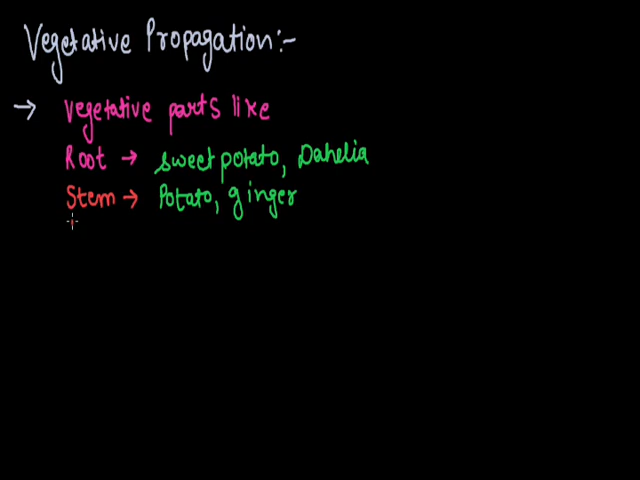 Vegetative Propagation:-
→ Vegetative parts like
Root → sweet potato, Dahelia
Stem → Potato, ginger